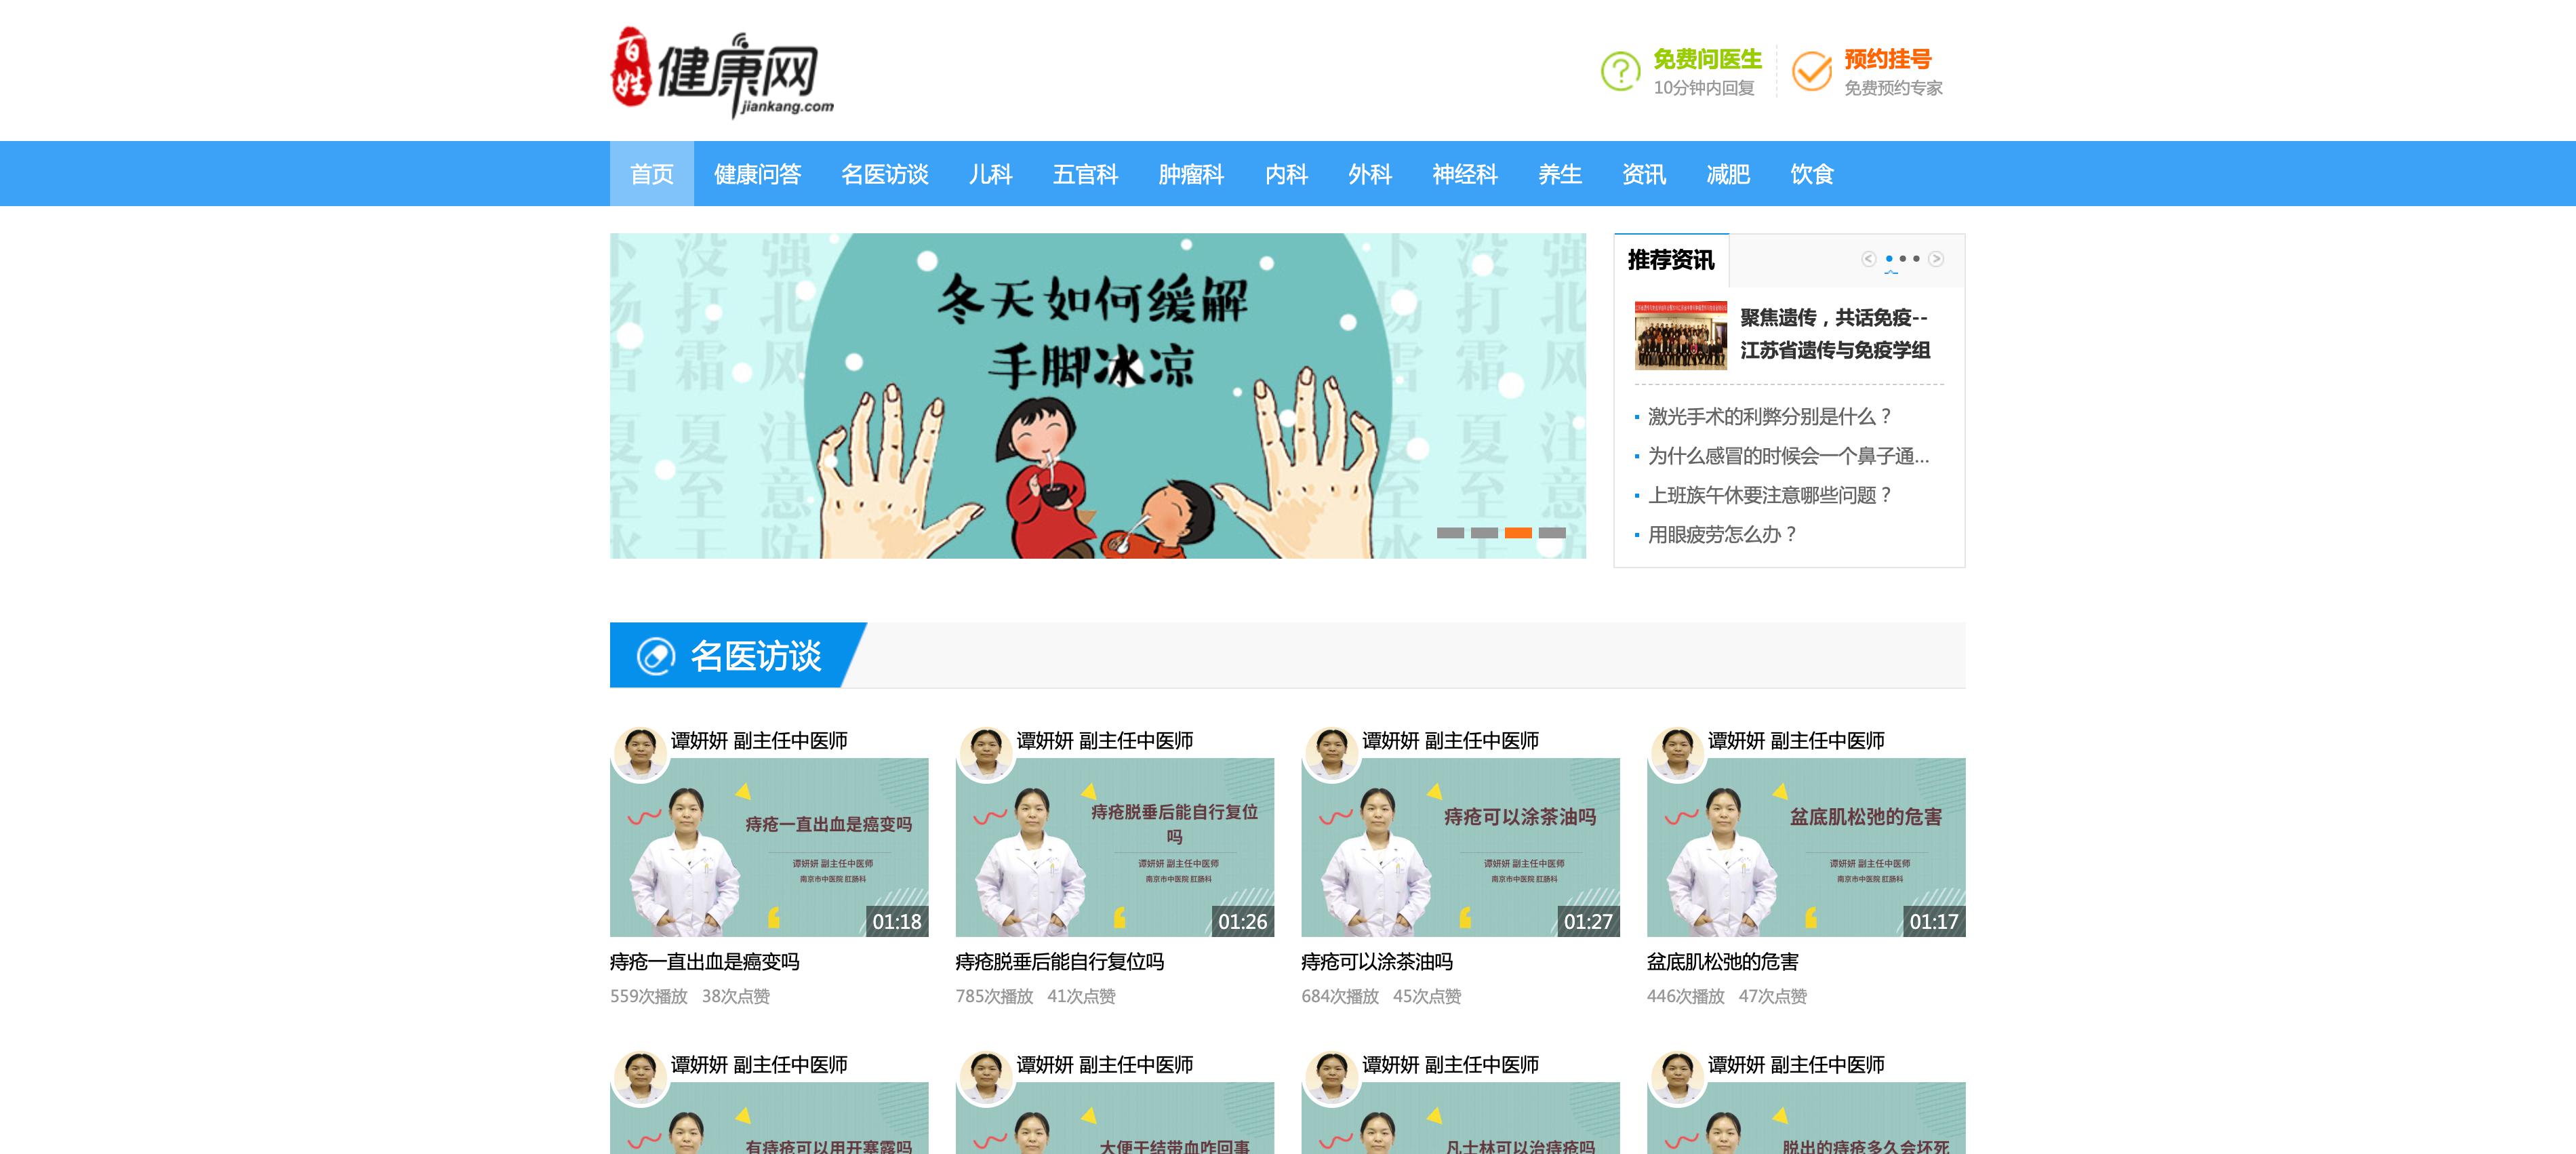 百姓
健康网
jiankang.com
免费问医生
10分钟内回复
预约挂号
免费预约专家
首页 健康问答 名医访谈 儿科 五官科 肿瘤科 内科 外科 神经科 养生 资讯 减肥 饮食
冬天如何缓解
手脚冰凉
推荐资讯
聚焦遗传，共话免疫--
江苏省遗传与免疫学组
激光手术的利弊分别是什么？
为什么感冒的时候会一个鼻子通...
上班族午休要注意哪些问题？
用眼疲劳怎么办？
名医访谈
谭妍妍 副主任中医师
痔疮一直出血是癌变吗
谭妍妍 副主任中医师
南京市中医院 肛肠科
01:18
痔疮一直出血是癌变吗
559次播放 38次点赞
谭妍妍 副主任中医师
痔疮脱垂后能自行复位
吗
谭妍妍 副主任中医师
南京市中医院 肛肠科
01:26
痔疮脱垂后能自行复位吗
785次播放 41次点赞
谭妍妍 副主任中医师
痔疮可以涂茶油吗
谭妍妍 副主任中医师
南京市中医院 肛肠科
01:27
痔疮可以涂茶油吗
684次播放 45次点赞
谭妍妍 副主任中医师
盆底肌松弛的危害
谭妍妍 副主任中医师
南京市中医院 肛肠科
01:17
盆底肌松弛的危害
446次播放 47次点赞
谭妍妍 副主任中医师
有痔疮可以用开塞露吗
谭妍妍 副主任中医师
大便干结带血咋回事
谭妍妍 副主任中医师
凡士林可以治痔疮吗
谭妍妍 副主任中医师
脱出的痔疮多久会坏死